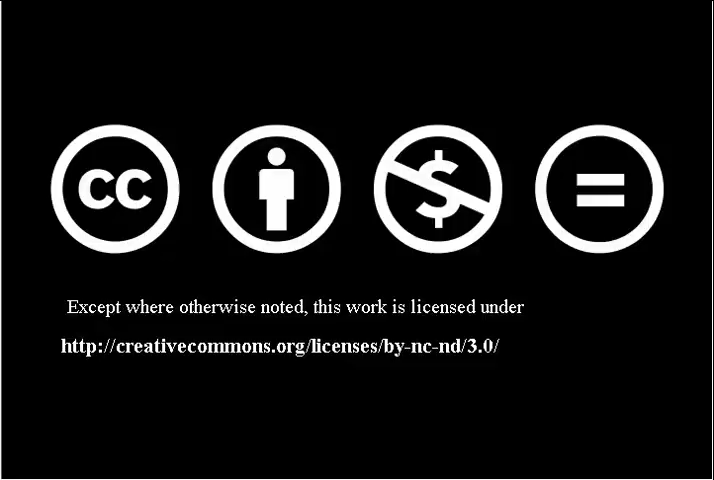 cc
$
=
Except where otherwise noted, this work is licensed under
http://creativecommons.org/licenses/by-nc-nd/3.0/